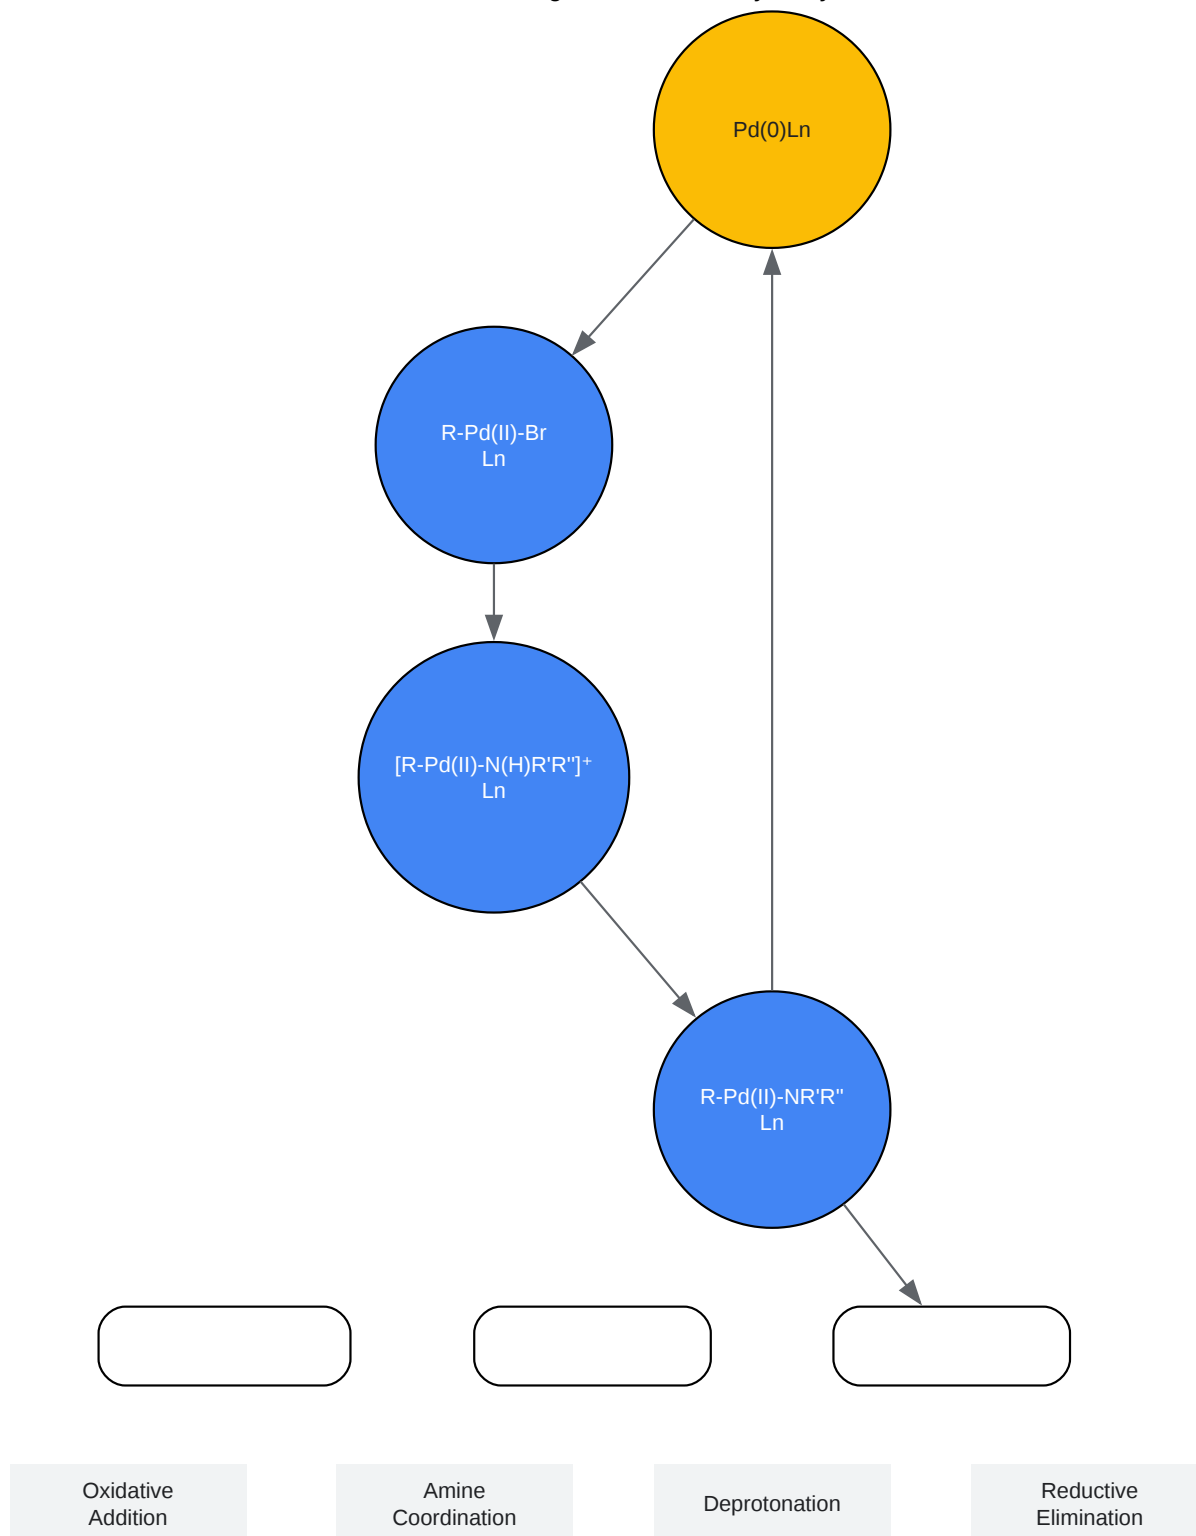 Pd(0)Ln
R-Pd(II)-Br
Ln
[R-Pd(II)-N(H)R'R"]⁺
Ln
R-Pd(II)-NR'R"
Ln
Oxidative
Addition
Amine
Coordination
Deprotonation
Reductive
Elimination